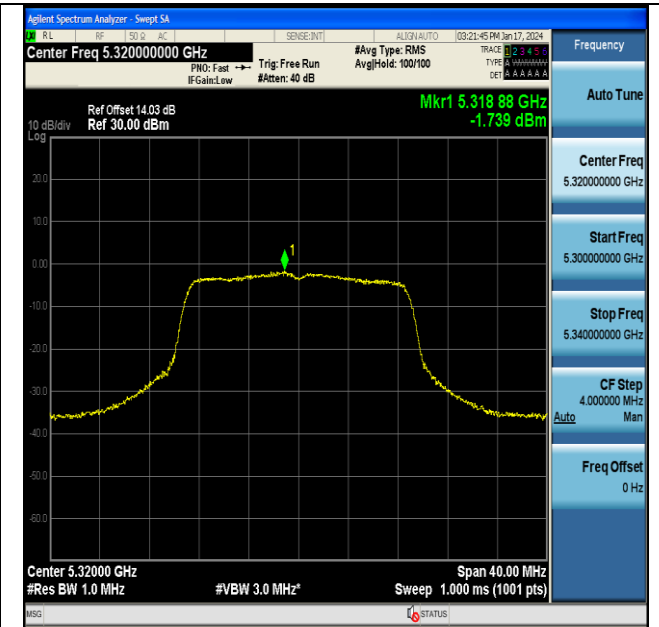 Agilent Spectrum Analyzer - Swept SA
RL RF 50 Ω AC SENSE:INT ALIGN AUTO 03:21:45 PM Jan 17, 2024
Center Freq 5.320000000 GHz
PNO: Fast
IFGain:Low
Trig: Free Run
#Atten: 40 dB
#Avg Type: RMS
Avg|Hold: 100/100
TRACE 1 2 3 4 5 6
TYPE A
DET A A A A A A
Frequency
Ref Offset 14.03 dB
10 dB/div Ref 30.00 dBm
Log
Mkr1 5.318 88 GHz
-1.739 dBm
20.0
10.0
0.00
-10.0
-20.0
-30.0
-40.0
-50.0
-60.0
1
Center 5.32000 GHz
#Res BW 1.0 MHz
#VBW 3.0 MHz*
Span 40.00 MHz
Sweep 1.000 ms (1001 pts)
Auto Tune
Center Freq
5.320000000 GHz
Start Freq
5.300000000 GHz
Stop Freq
5.340000000 GHz
CF Step
4.000000 MHz
Auto Man
Freq Offset
0 Hz
MSG STATUS